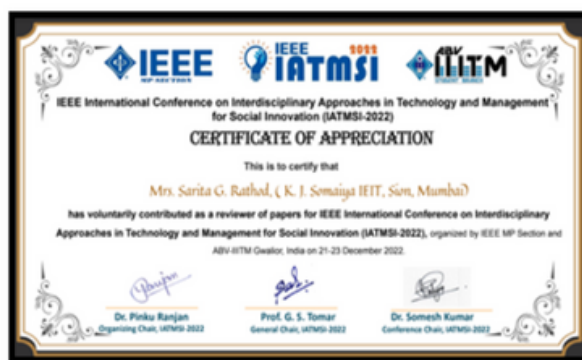 IEEE
MP SECTION
IEEE
2022
IATMSI
ABV
IIITM
STUDENT BRANCH
IEEE International Conference on Interdisciplinary Approaches in Technology and Management
for Social Innovation (IATMSI-2022)
CERTIFICATE OF APPRECIATION
This is to certify that
Mrs. Sarita G. Rathod, ( K. J. Somaiya IEIT, Sion, Mumbai)
has voluntarily contributed as a reviewer of papers for IEEE International Conference on Interdisciplinary
Approaches in Technology and Management for Social Innovation (IATMSI-2022), organized by IEEE MP Section and
ABV-IIITM Gwalior, India on 21-23 December 2022.
Dr. Pinku Ranjan
Organizing Chair, IATMSI-2022
Prof. G. S. Tomar
General Chair, IATMSI-2022
Dr. Somesh Kumar
Conference Chair, IATMSI-2022